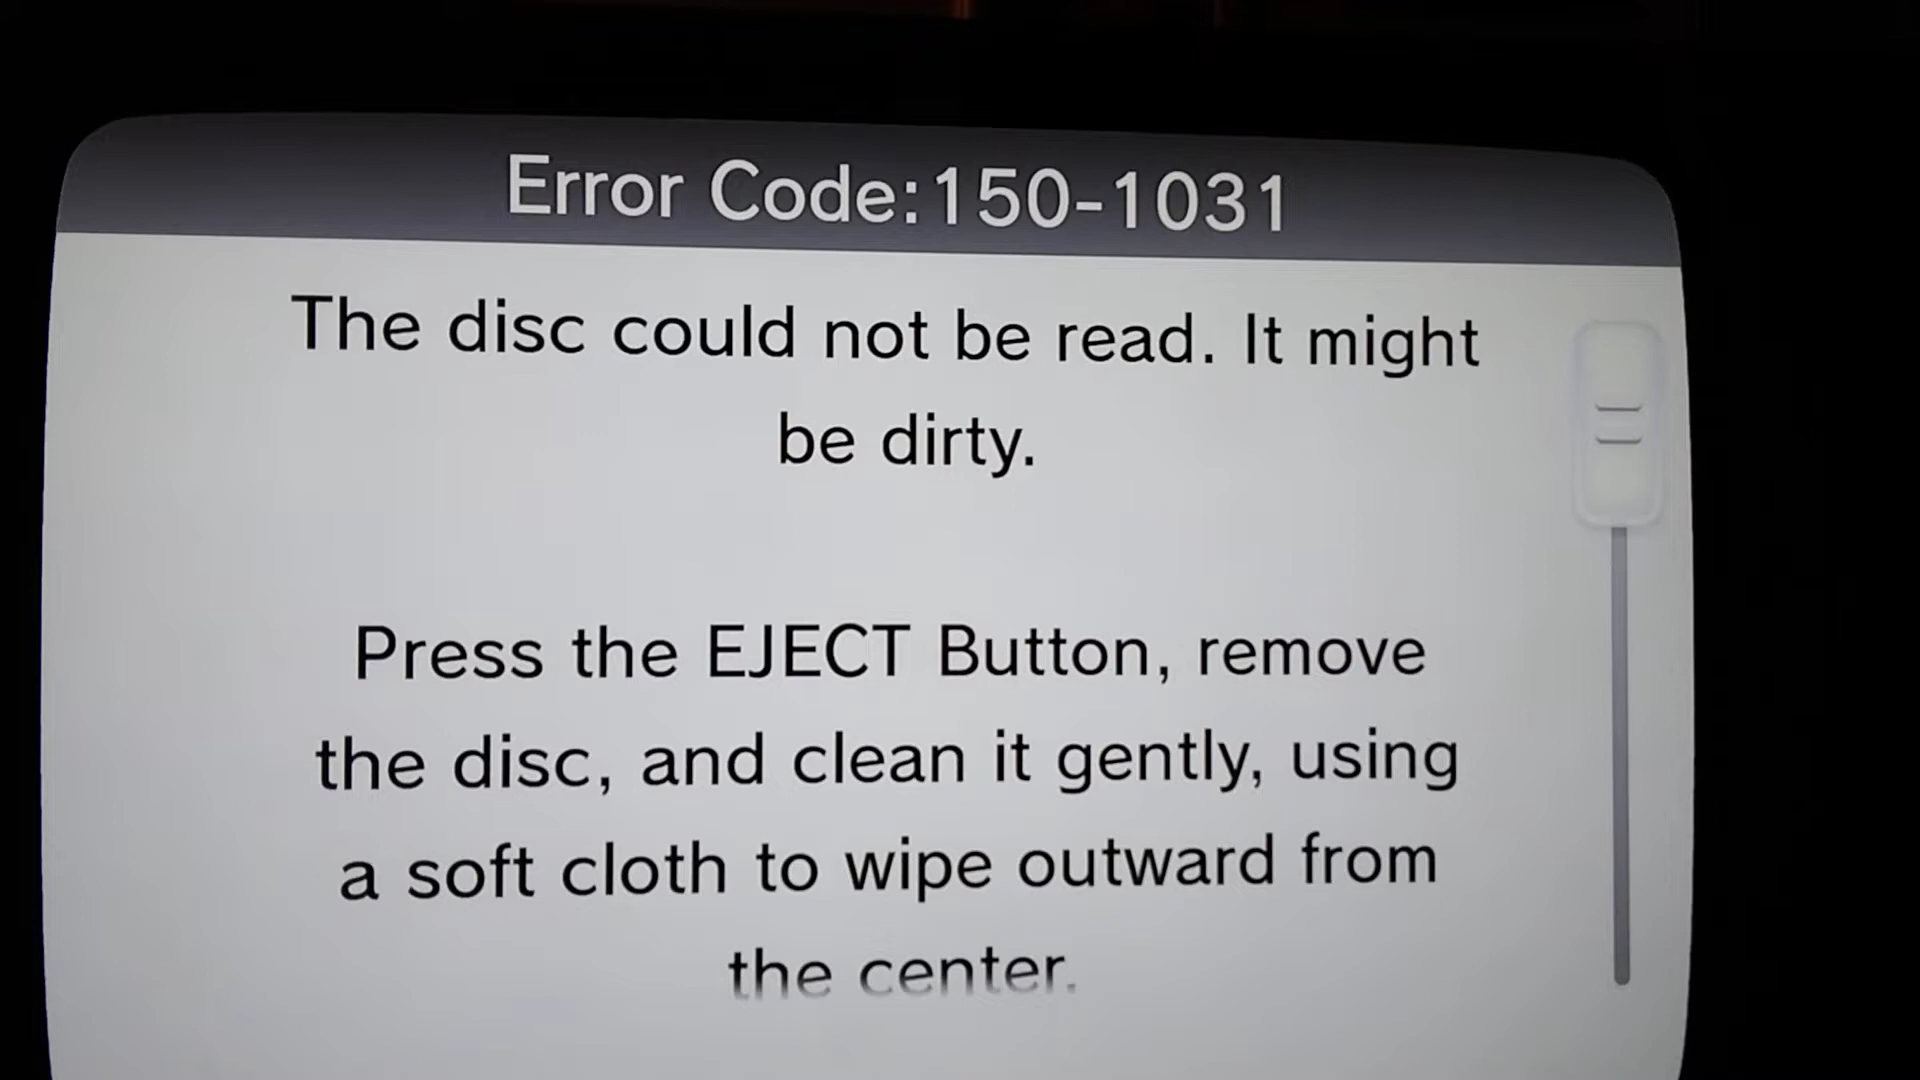 Error Code:150-1031
The disc could not be read. It might
be dirty.
Press the EJECT Button, remove
the disc, and clean it gently, using
a soft cloth to wipe outward from
the center.